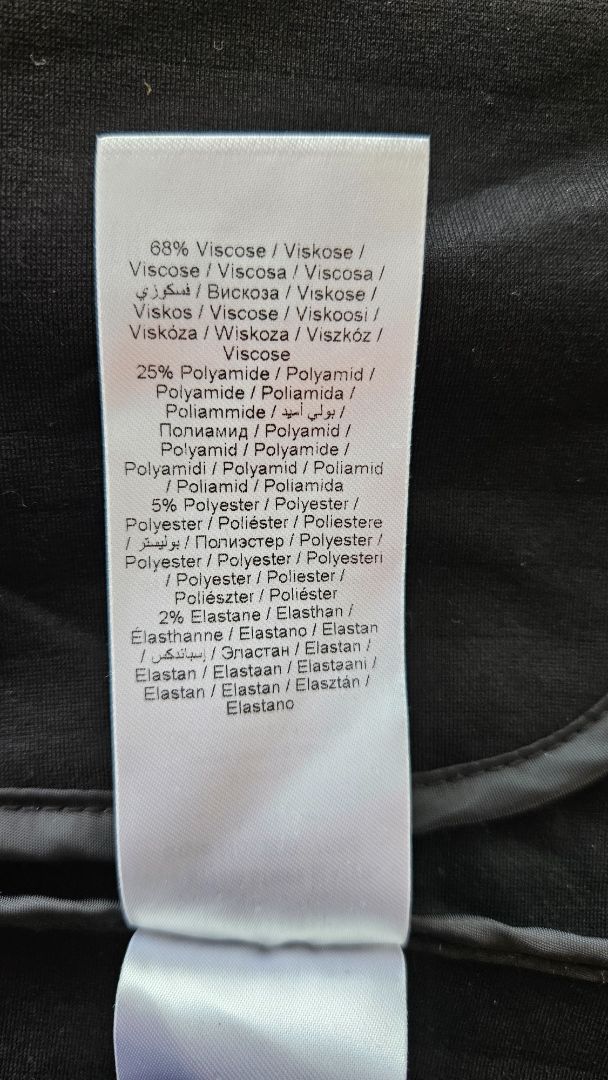 68% Viscose / Viskose /
Viscose / Viscosa / Viscosa /
فسكوزي / Вискоза / Viskose /
Viskos / Viscose / Viskoosi /
Viskóza / Wiskoza / Viszkóz /
Viscose
25% Polyamide / Polyamid /
Polyamide / Poliamida /
Poliammide / بولي أميد /
Полиамид / Polyamid /
Polyamid / Polyamide /
Polyamidi / Polyamid / Poliamid
/ Poliamid / Poliamida
5% Polyester / Polyester /
Polyester / Poliéster / Poliestere
/ بوليستر / Полиэстер / Polyester /
Polyester / Polyester / Polyesteri
/ Polyester / Poliester /
Poliészter / Poliéster
2% Elastane / Elasthan /
Élasthanne / Elastano / Elastan
/ إسباندكس / Эластан / Elastan /
Elastan / Elastaan / Elastaani /
Elastan / Elastan / Elasztán /
Elastano